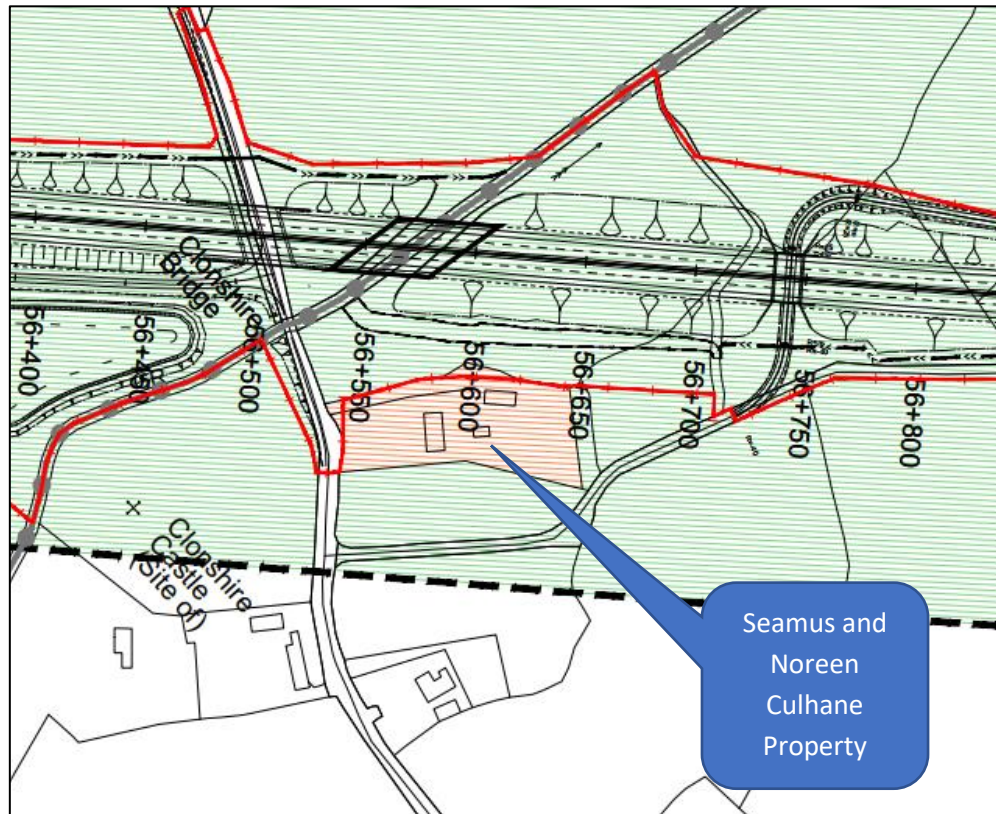 Clonshire
Bridge
56+400
56+450
56+500
56+550
56+600
56+650
56+700
56+750
56+800
Clonshire
Castle
(Site of)
Seamus and
Noreen
Culhane
Property